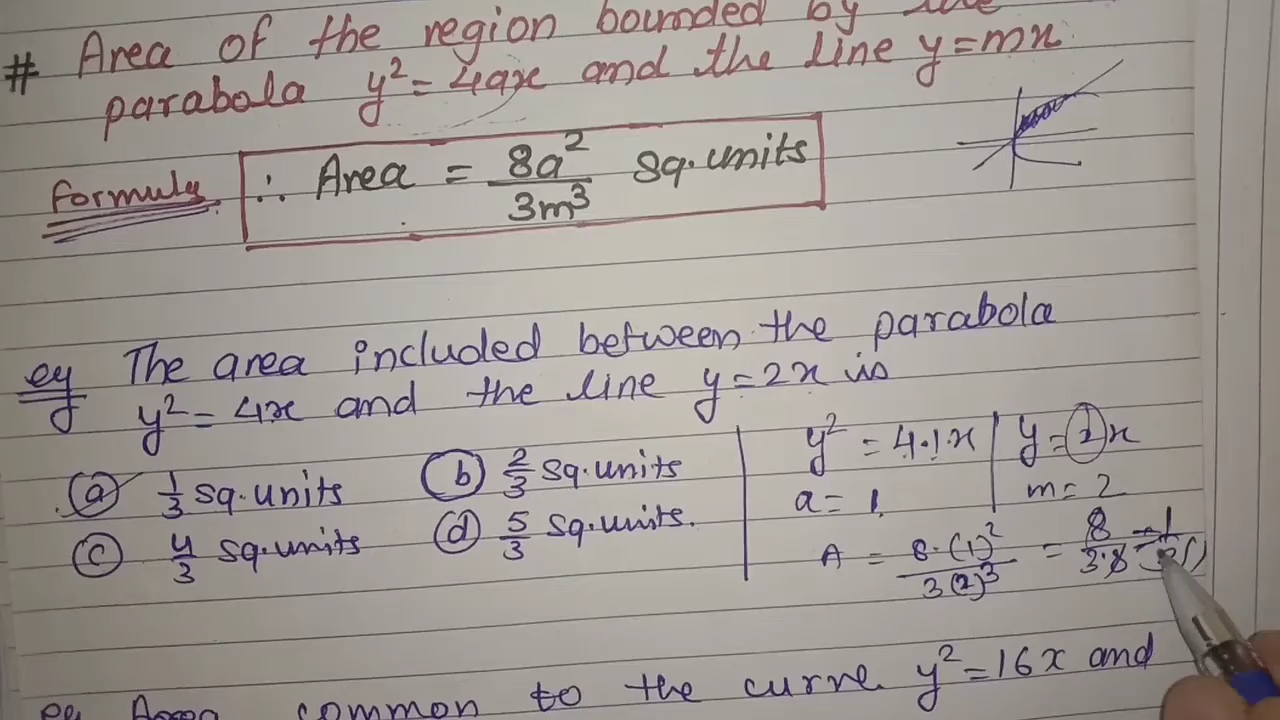 # Area of the region bounded by the
parabola y² = 4ax and the line y=mx
Formula ∴ Area = 8a²/3m³ Sq. units
eg The area included between the parabola
y² = 4x and the line y=2x is
(a) 1/3 Sq. units (b) 2/3 Sq. units
(c) 4/3 Sq. units (d) 5/3 Sq. units.
y² = 4.1.x | y = 2x
a = 1 m = 2
A = 8.(1)²/3(2)³ = 8/3.8 = 1/3
eg Area common to the curve y² = 16x and